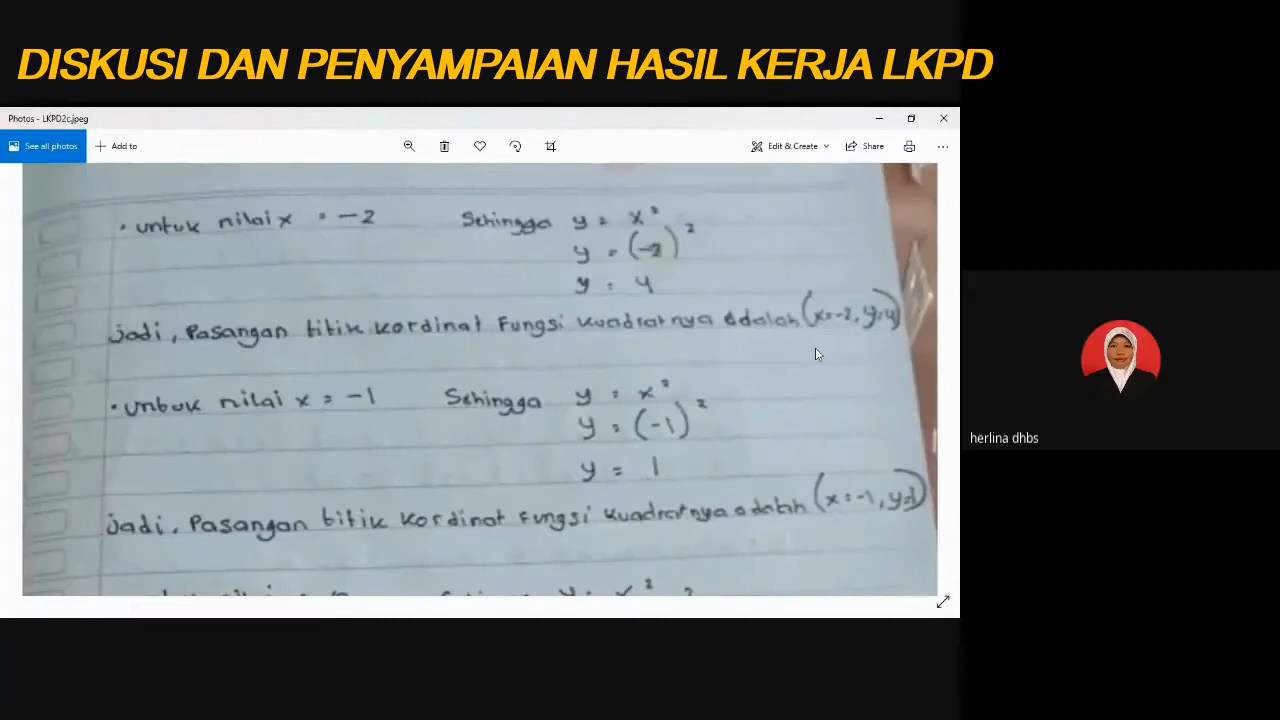 DISKUSI DAN PENYAMPAIAN HASIL KERJA LKPD
Photos - LKPD2c.jpeg
See all photos
Add to
Edit & Create
Share
• untuk nilai x = -2 Sehingga y = x²
y = (-2)²
y = 4
Jadi, Pasangan titik kordinat Fungsi kuadratnya adalah (x=-2, y=4)
• untuk nilai x = -1 Sehingga y = x²
y = (-1)²
y = 1
Jadi, Pasangan titik kordinat Fungsi kuadratnya adalah (x=-1, y=1)
herlina dhbs